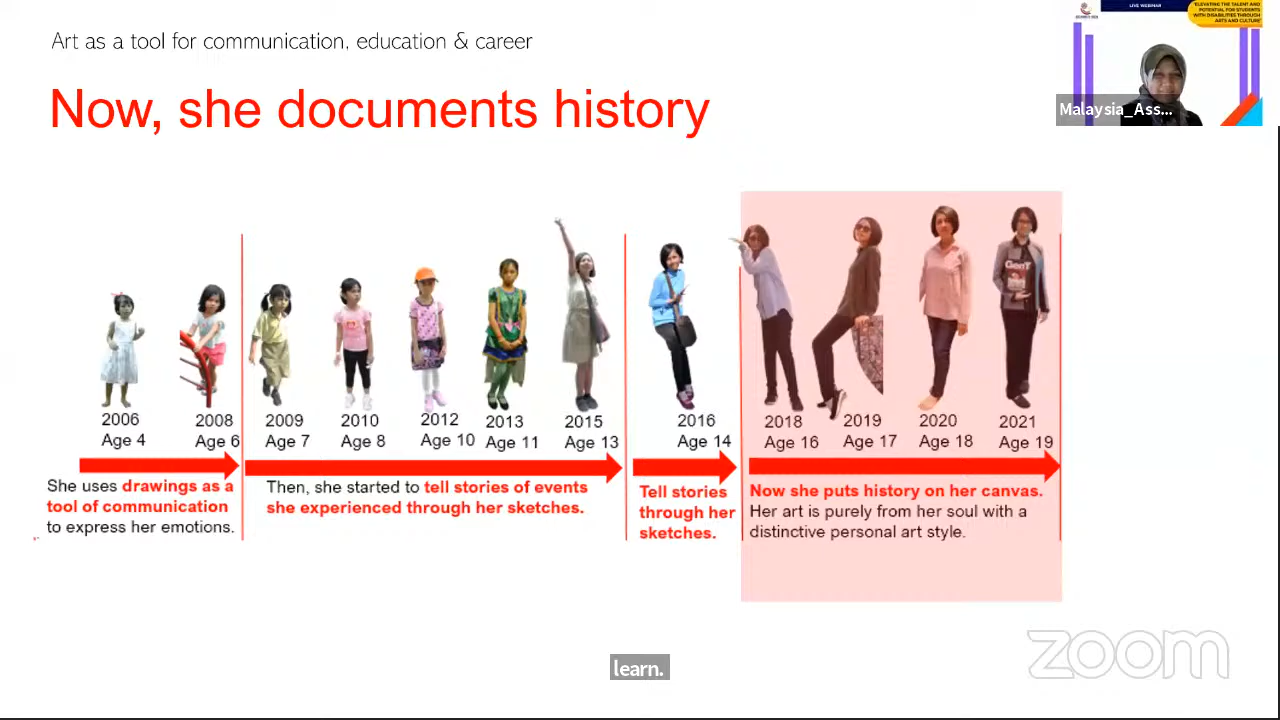 Art as a tool for communication, education & career
LIVE WEBINAR
"ELEVATING THE TALENT AND
POTENTIAL FOR STUDENTS
WITH DISABILITIES THROUGH
ARTS AND CULTURE"
Malaysia_Ass...
Now, she documents history
2006
Age 4
2008
Age 6
2009
Age 7
2010
Age 8
2012
Age 10
2013
Age 11
2015
Age 13
2016
Age 14
2018
Age 16
2019
Age 17
2020
Age 18
2021
Age 19
She uses drawings as a
tool of communication
to express her emotions.
Then, she started to tell stories of events
she experienced through her sketches.
Tell stories
through her
sketches.
Now she puts history on her canvas.
Her art is purely from her soul with a
distinctive personal art style.
zoom
learn.